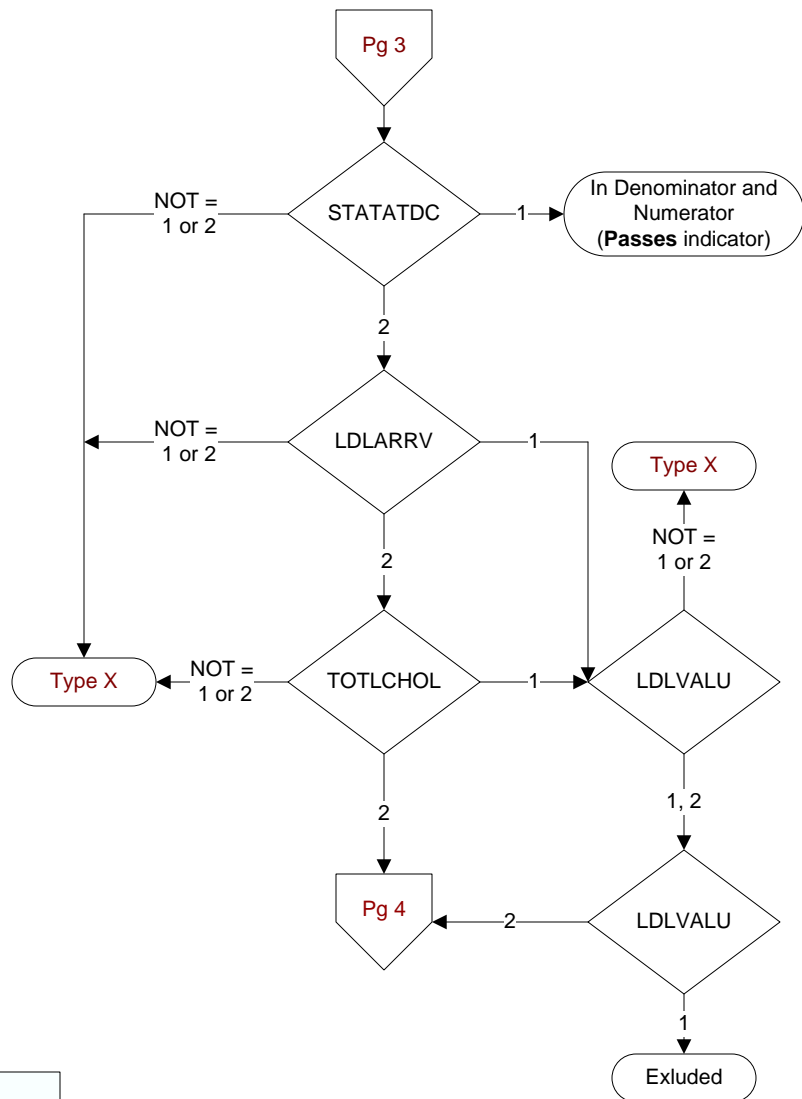 Pg 3
STATATDC
NOT =
1 or 2
1
In Denominator and
Numerator
(Passes indicator)
2
LDLARRV
NOT =
1 or 2
1
Type X
NOT =
1 or 2
2
TOTLCHOL
NOT =
1 or 2
Type X
1
LDLVALU
1, 2
2
Pg 4
2
LDLVALU
1
Exluded